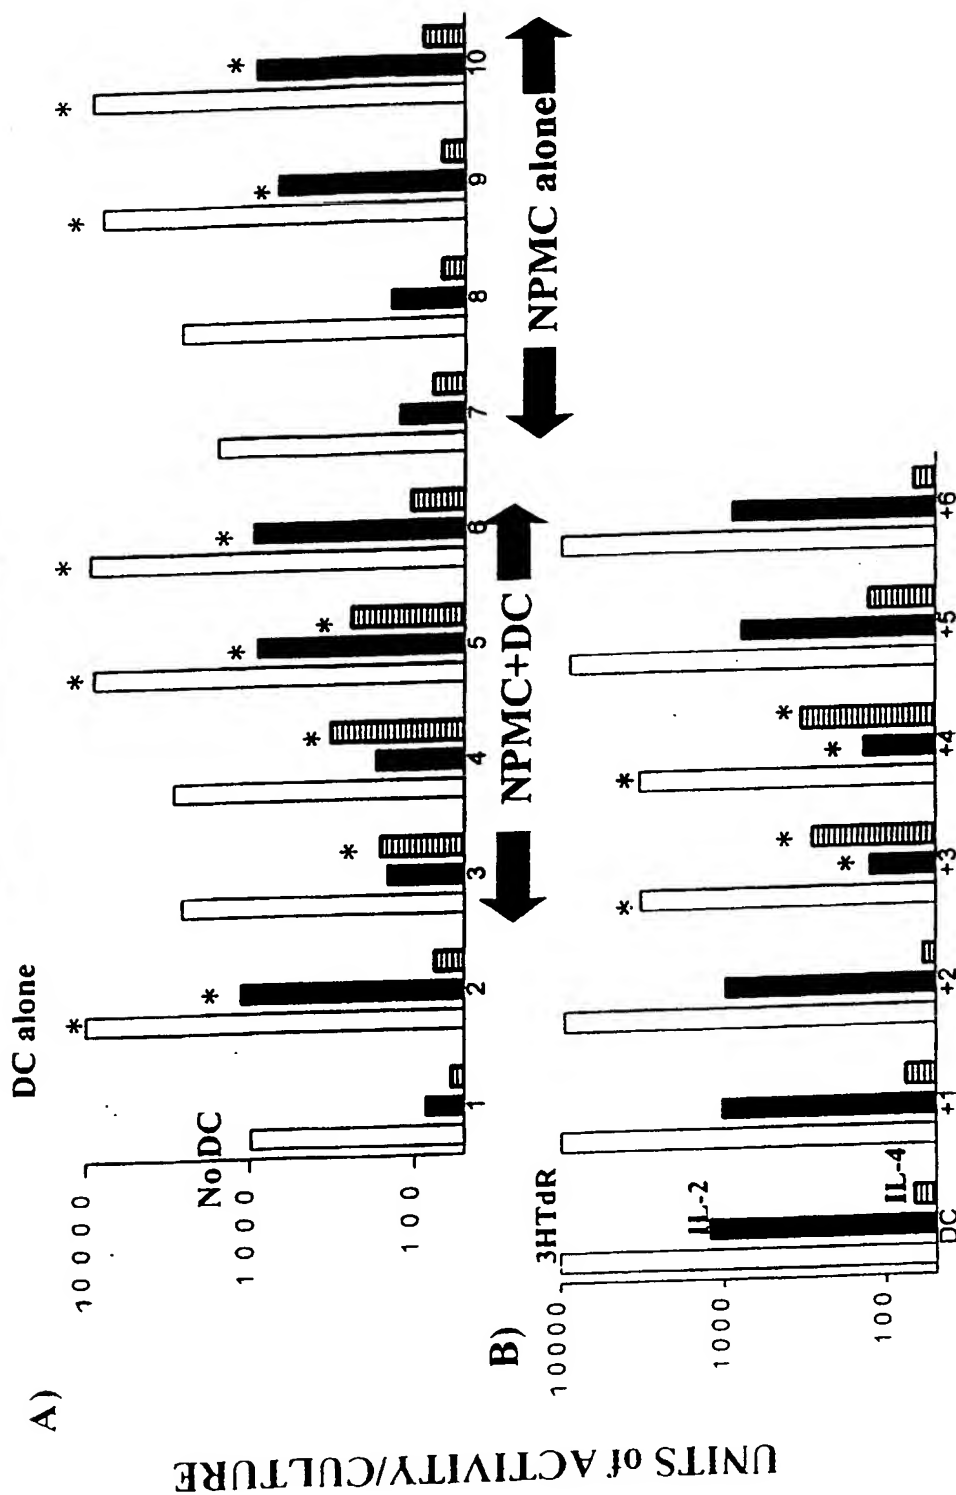 UNITS of ACTIVITY/CULTURE
A)
10000
1000
100
No DC
DC alone
* * * * * * * * * * * * *
1 2 3 4 5 6 7 8 9 10
NPMC+DC
NPMC alone
B)
10000
1000
100
3HTdR
IL-2
IL-4
* * * * * *
DC +1 +2 +3 +4 +5 +6